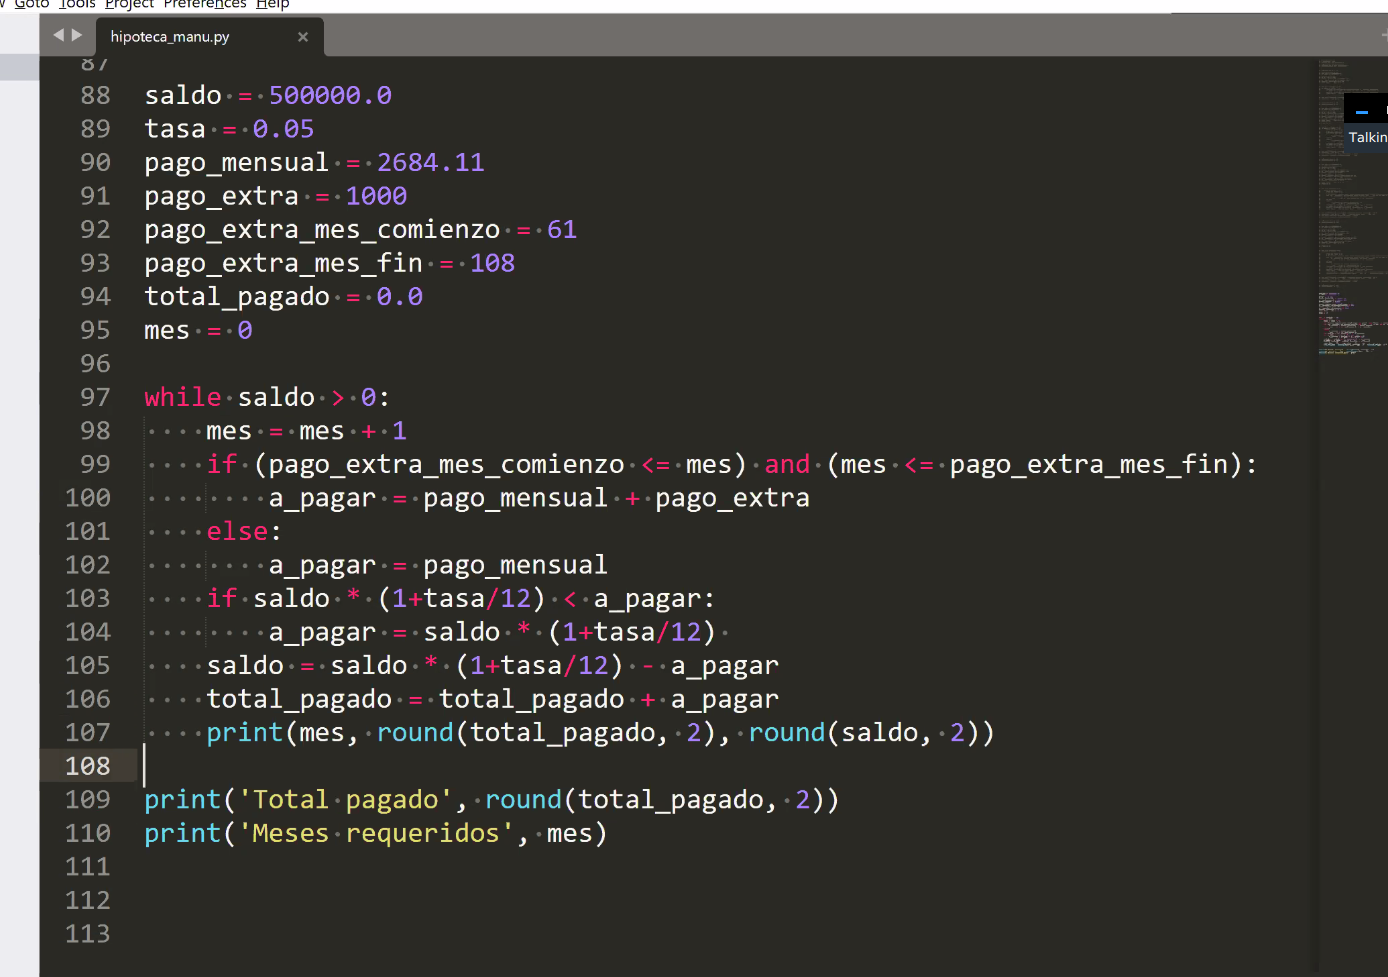 Goto Tools Project Preferences Help
hipoteca_manu.py
87
88 saldo = 500000.0
89 tasa = 0.05
90 pago_mensual = 2684.11
91 pago_extra = 1000
92 pago_extra_mes_comienzo = 61
93 pago_extra_mes_fin = 108
94 total_pagado = 0.0
95 mes = 0
96
97 while saldo > 0:
98     mes = mes + 1
99     if (pago_extra_mes_comienzo <= mes) and (mes <= pago_extra_mes_fin):
100         a_pagar = pago_mensual + pago_extra
101     else:
102         a_pagar = pago_mensual
103     if saldo * (1+tasa/12) < a_pagar:
104         a_pagar = saldo * (1+tasa/12)
105     saldo = saldo * (1+tasa/12) - a_pagar
106     total_pagado = total_pagado + a_pagar
107     print(mes, round(total_pagado, 2), round(saldo, 2))
108
109 print('Total pagado', round(total_pagado, 2))
110 print('Meses requeridos', mes)
111
112
113
Talkin